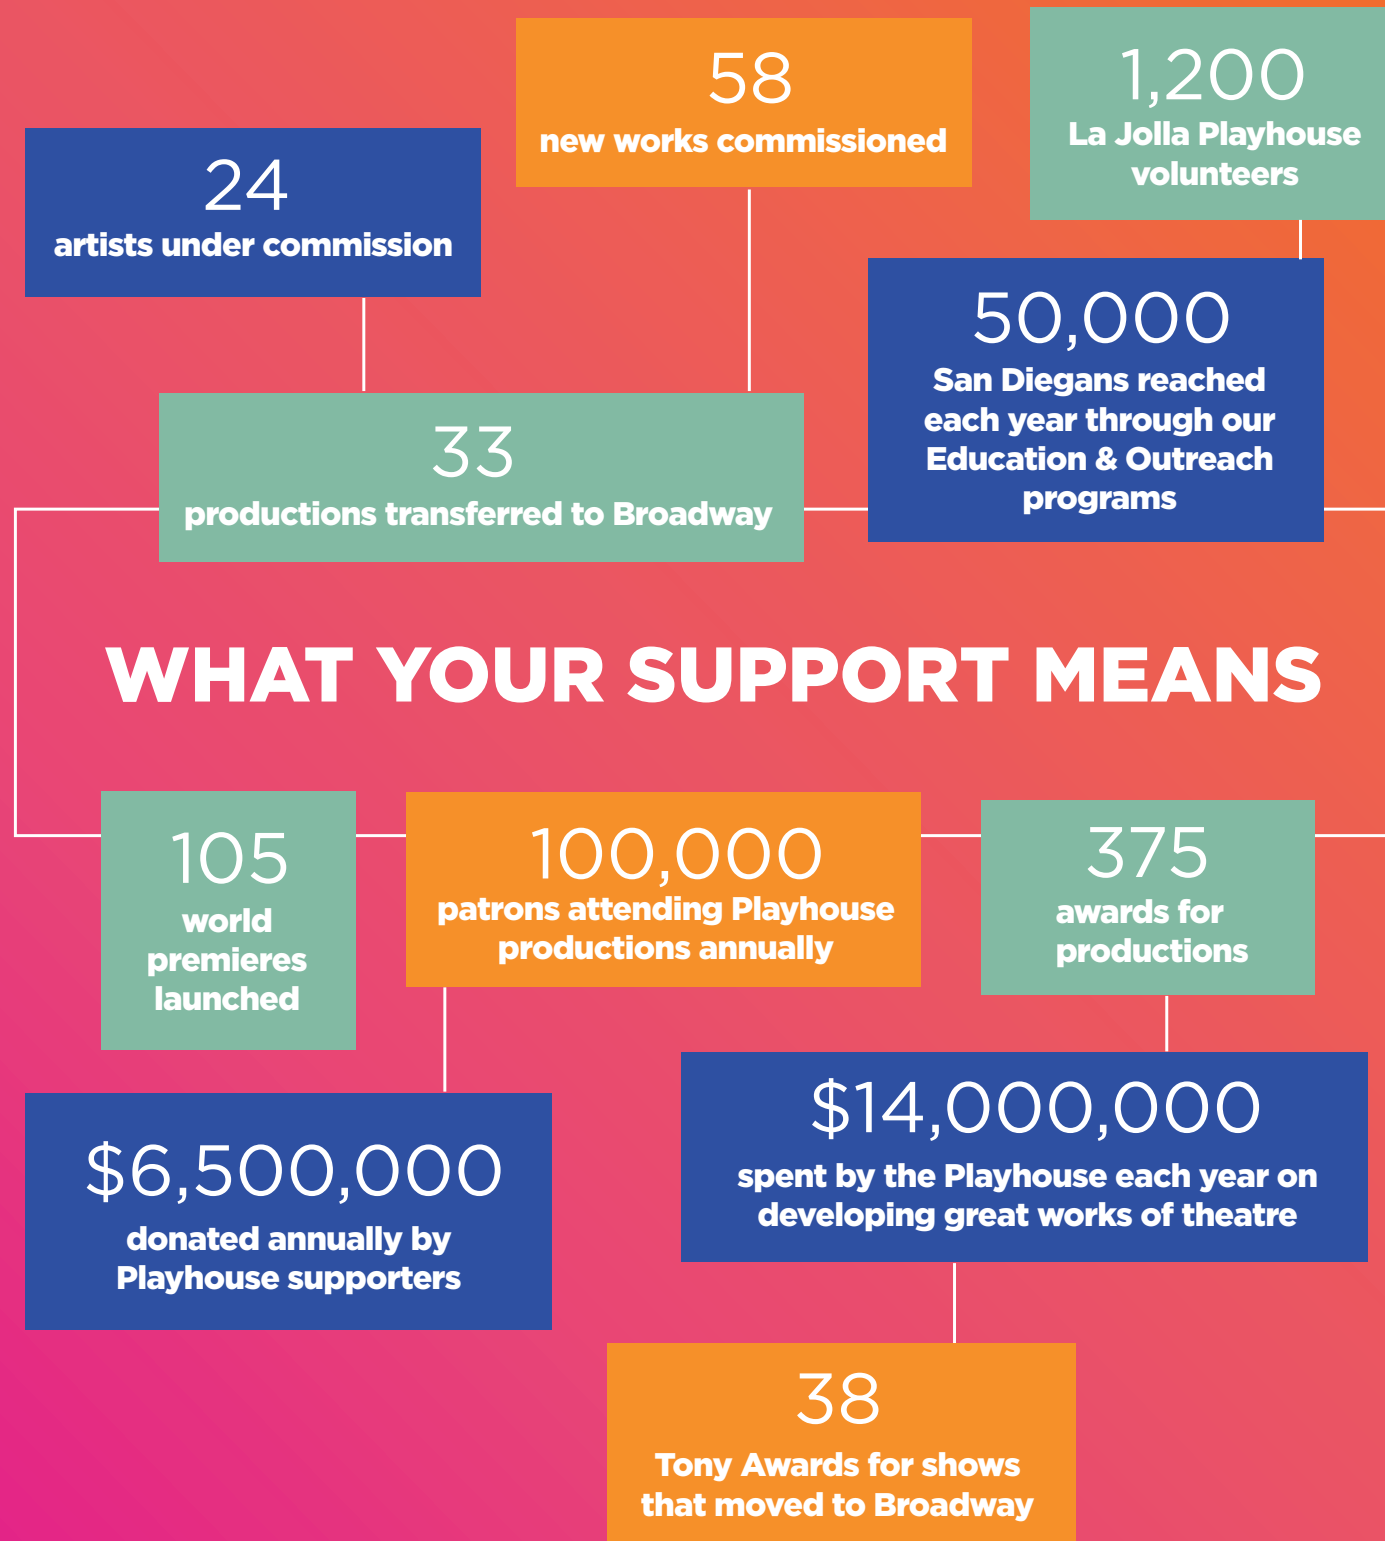 58
new works commissioned
1,200
La Jolla Playhouse
volunteers
24
artists under commission
50,000
San Diegans reached
each year through our
Education & Outreach
programs
33
productions transferred to Broadway
WHAT YOUR SUPPORT MEANS
105
world
premieres
launched
100,000
patrons attending Playhouse
productions annually
375
awards for
productions
$6,500,000
donated annually by
Playhouse supporters
$14,000,000
spent by the Playhouse each year on
developing great works of theatre
38
Tony Awards for shows
that moved to Broadway